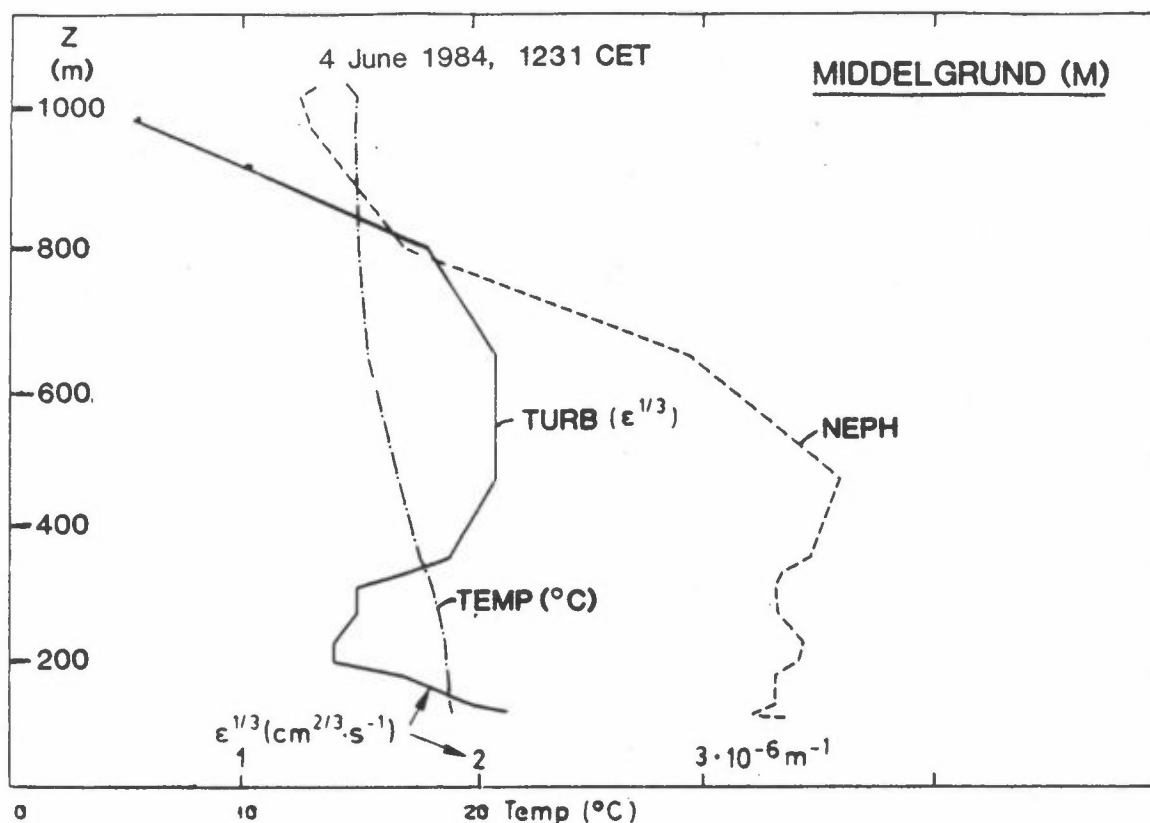 Z
(m)
4 June 1984, 1231 CET
MIDDELGRUND (M)
1000
800
600
TURB (ε^1/3)
NEPH
400
TEMP (°C)
200
ε^1/3 (cm^2/3·s^-1)
1 2 3·10^-6 m^-1
0 10 20 Temp (°C)